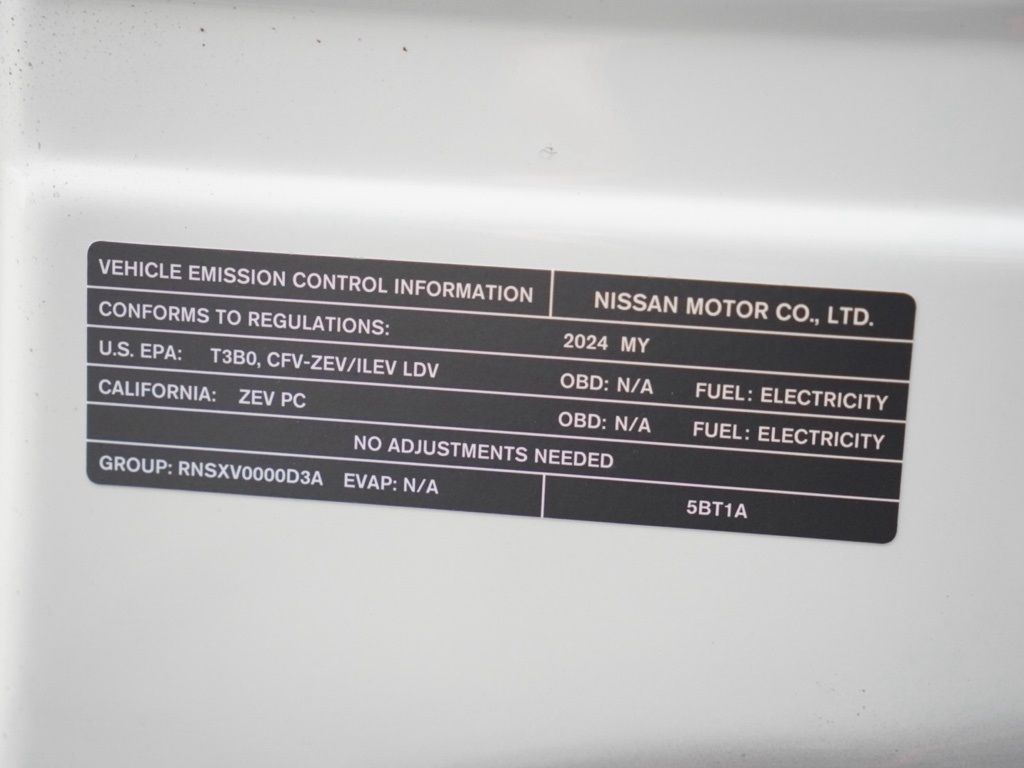 VEHICLE EMISSION CONTROL INFORMATION NISSAN MOTOR CO., LTD.
CONFORMS TO REGULATIONS: 2024 MY
U.S. EPA: T3B0, CFV-ZEV/ILEV LDV OBD: N/A FUEL: ELECTRICITY
CALIFORNIA: ZEV PC OBD: N/A FUEL: ELECTRICITY
NO ADJUSTMENTS NEEDED
GROUP: RNSXV0000D3A EVAP: N/A 5BT1A